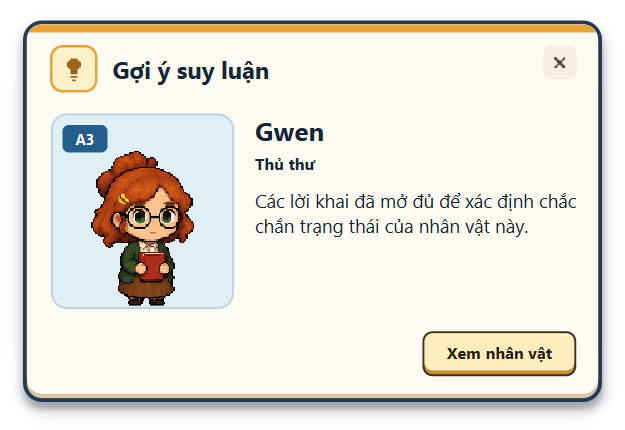 Gợi ý suy luận
A3
Gwen
Thủ thư
Các lời khai đã mở đủ để xác định chắc
chắn trạng thái của nhân vật này.
Xem nhân vật